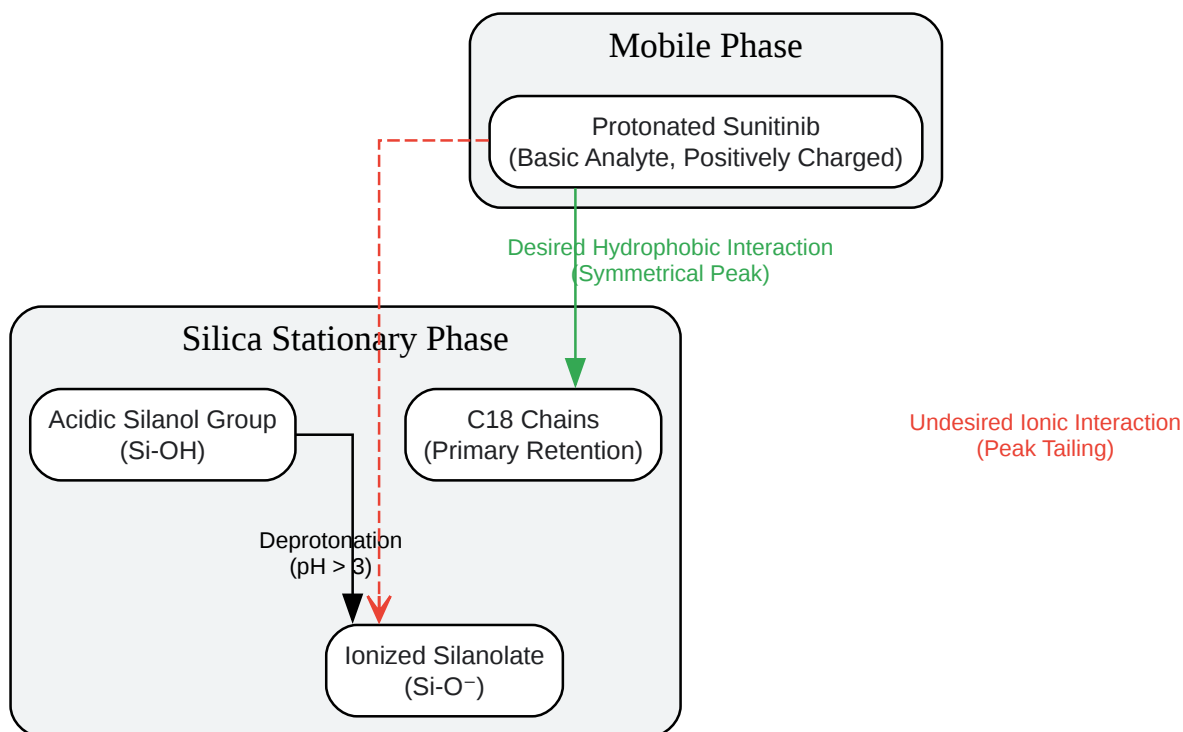 Mobile Phase
Protonated Sunitinib
(Basic Analyte, Positively Charged)
Desired Hydrophobic Interaction
(Symmetrical Peak)
Silica Stationary Phase
Acidic Silanol Group
(Si-OH)
C18 Chains
(Primary Retention)
Undesired Ionic Interaction
(Peak Tailing)
Deprotonation
(pH > 3)
Ionized Silanolate
(Si-O⁻)